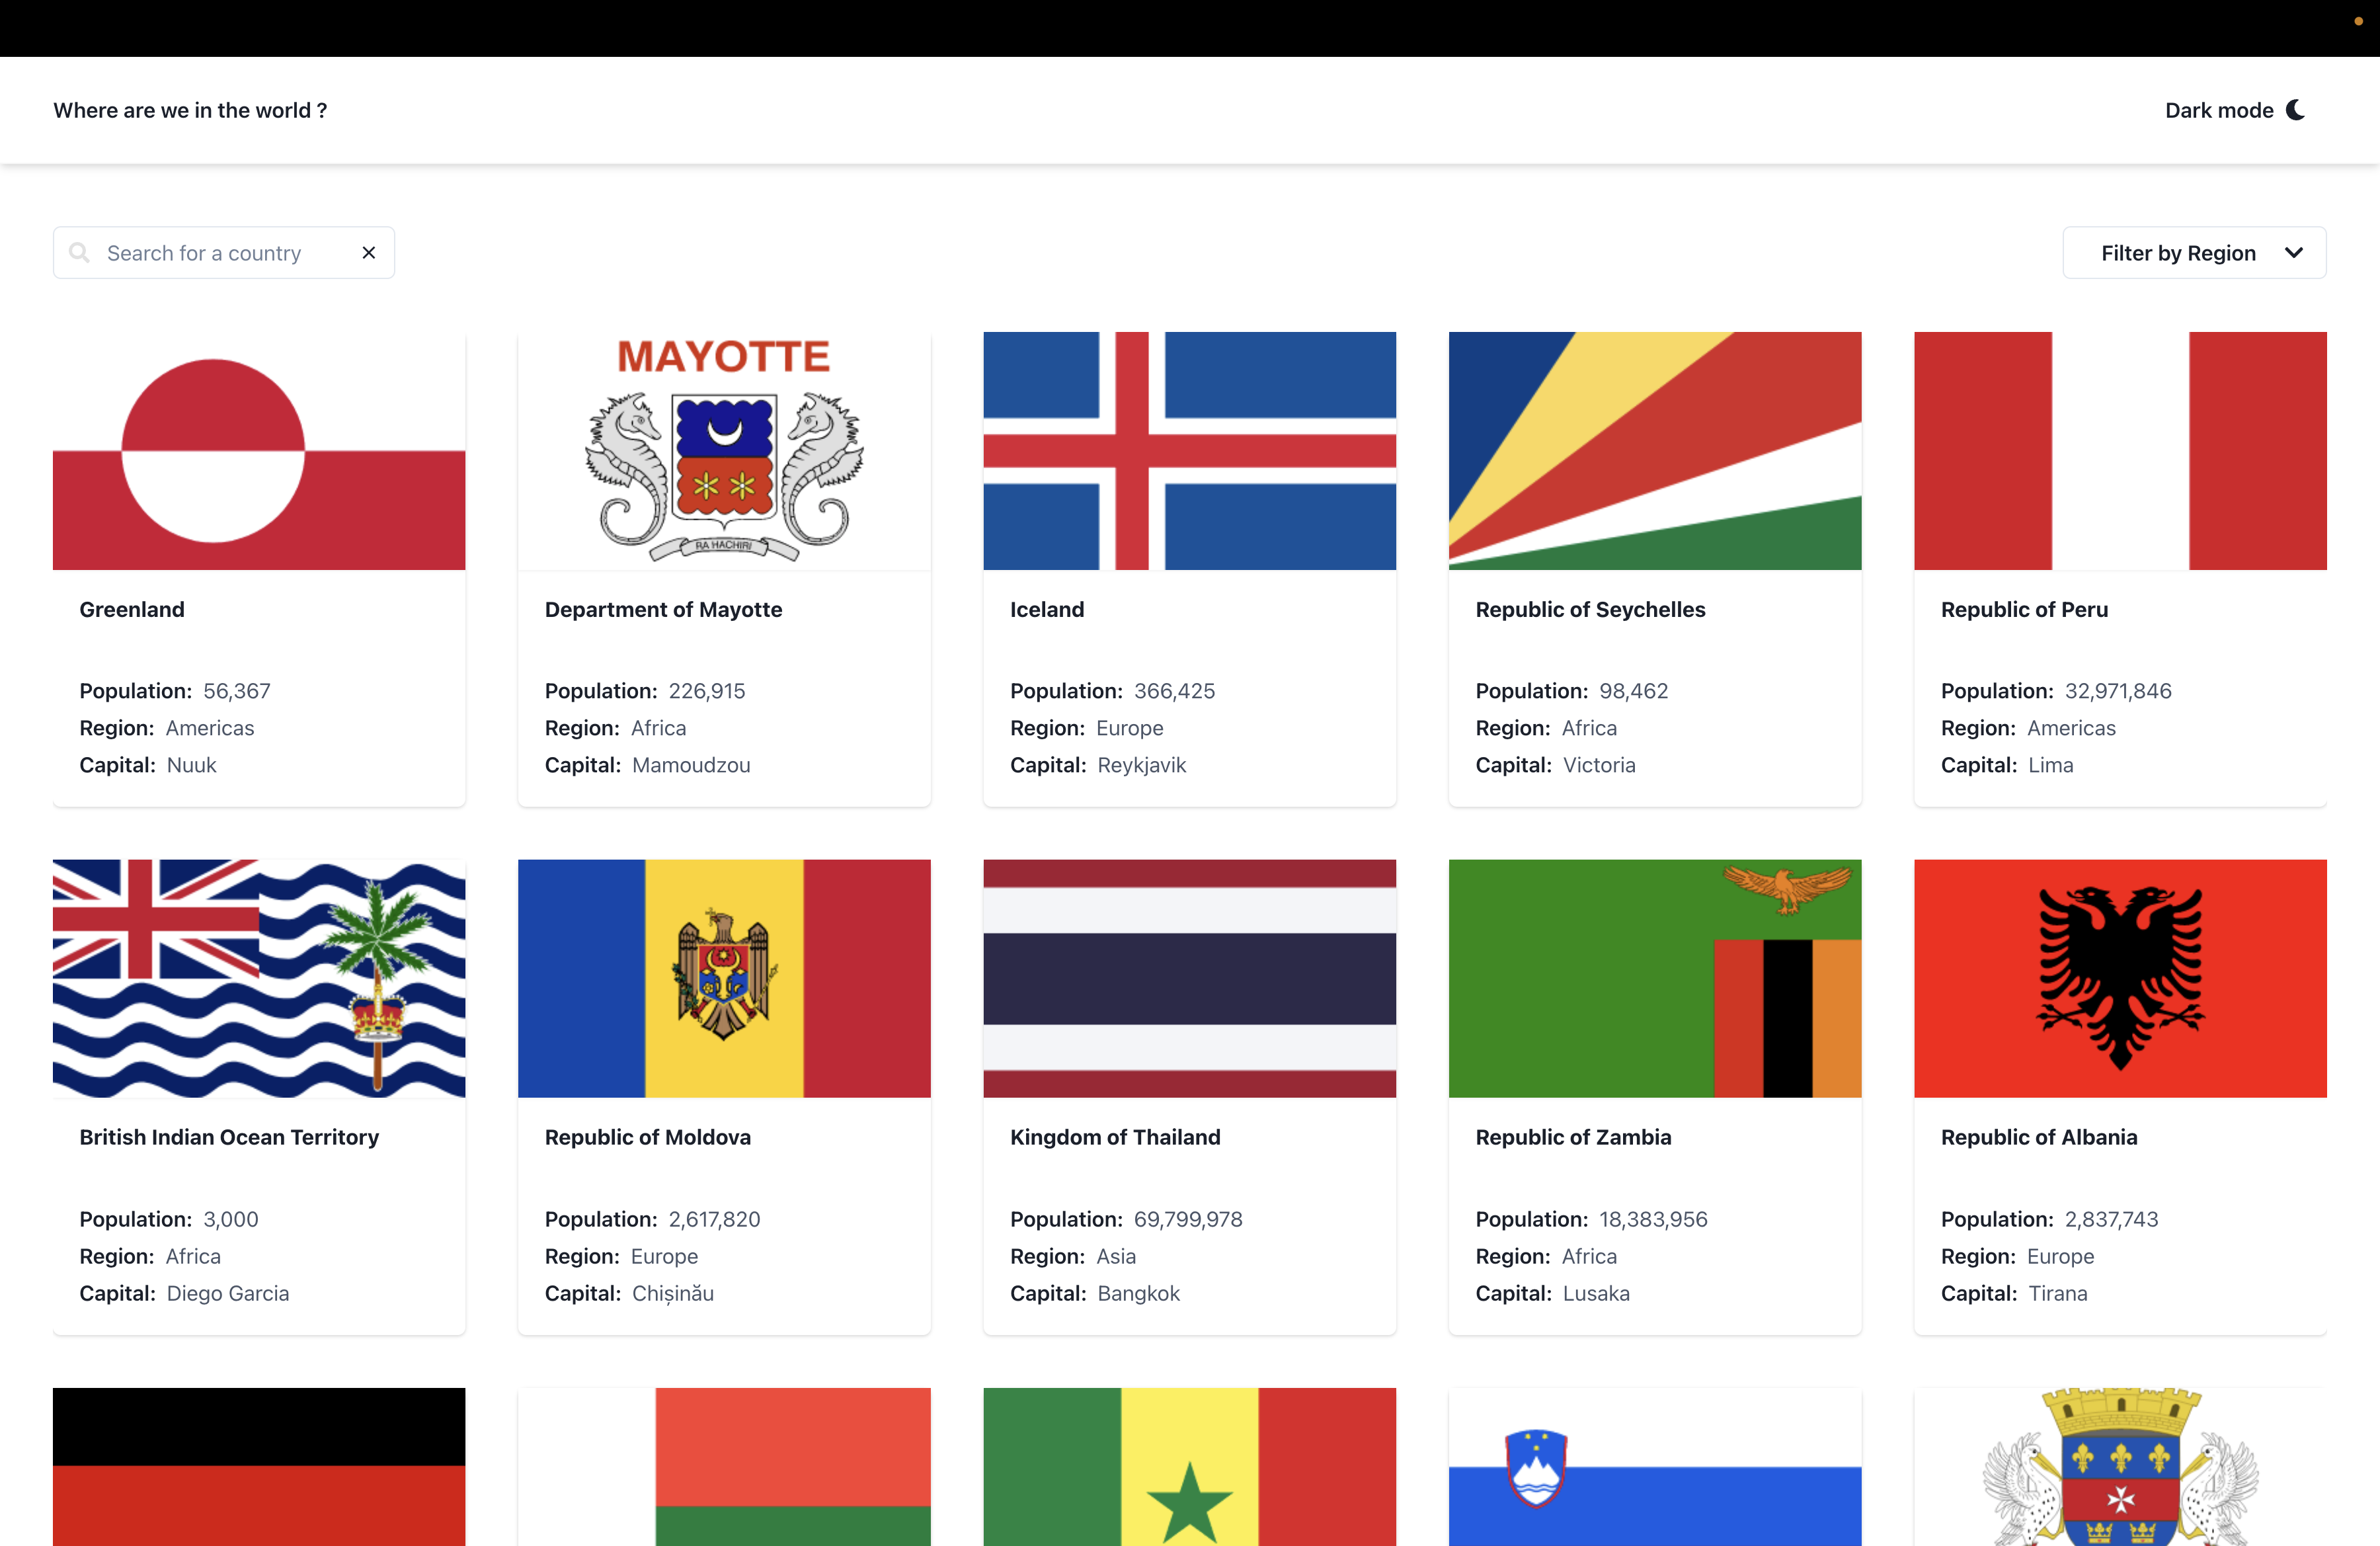 Where are we in the world ?
Dark mode
Search for a country
Filter by Region
MAYOTTE
RA HACHIRI
Greenland
Population: 56,367
Region: Americas
Capital: Nuuk
Department of Mayotte
Population: 226,915
Region: Africa
Capital: Mamoudzou
Iceland
Population: 366,425
Region: Europe
Capital: Reykjavik
Republic of Seychelles
Population: 98,462
Region: Africa
Capital: Victoria
Republic of Peru
Population: 32,971,846
Region: Americas
Capital: Lima
British Indian Ocean Territory
Population: 3,000
Region: Africa
Capital: Diego Garcia
Republic of Moldova
Population: 2,617,820
Region: Europe
Capital: Chișinău
Kingdom of Thailand
Population: 69,799,978
Region: Asia
Capital: Bangkok
Republic of Zambia
Population: 18,383,956
Region: Africa
Capital: Lusaka
Republic of Albania
Population: 2,837,743
Region: Europe
Capital: Tirana